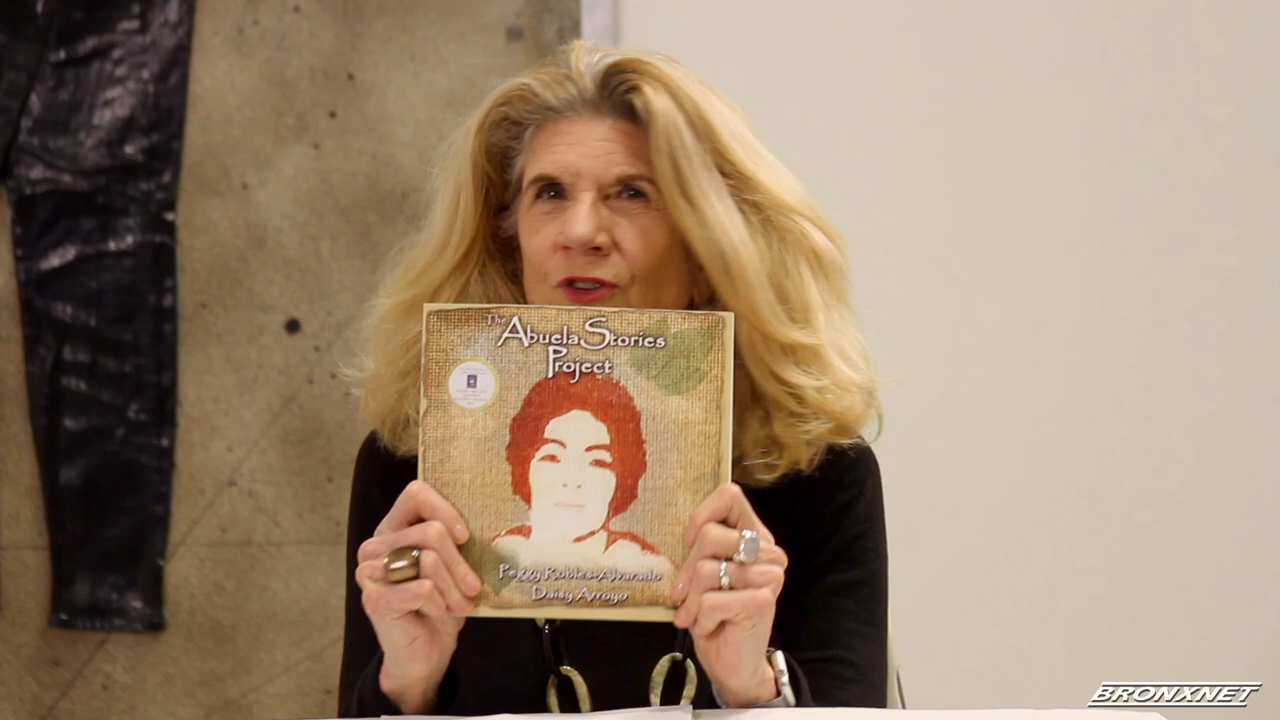 The
Abuela Stories
Project
Peggy Robles-Alvarado
Daisy Arroyo
BRONXNET